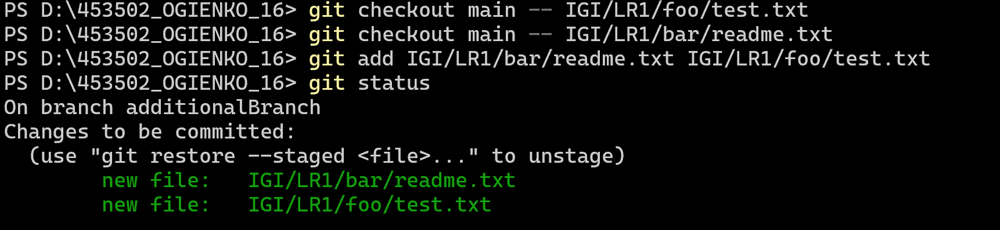 PS D:\453502_OGIENKO_16> git checkout main -- IGI/LR1/foo/test.txt
PS D:\453502_OGIENKO_16> git checkout main -- IGI/LR1/bar/readme.txt
PS D:\453502_OGIENKO_16> git add IGI/LR1/bar/readme.txt IGI/LR1/foo/test.txt
PS D:\453502_OGIENKO_16> git status
On branch additionalBranch
Changes to be committed:
  (use "git restore --staged <file>..." to unstage)
        new file:   IGI/LR1/bar/readme.txt
        new file:   IGI/LR1/foo/test.txt